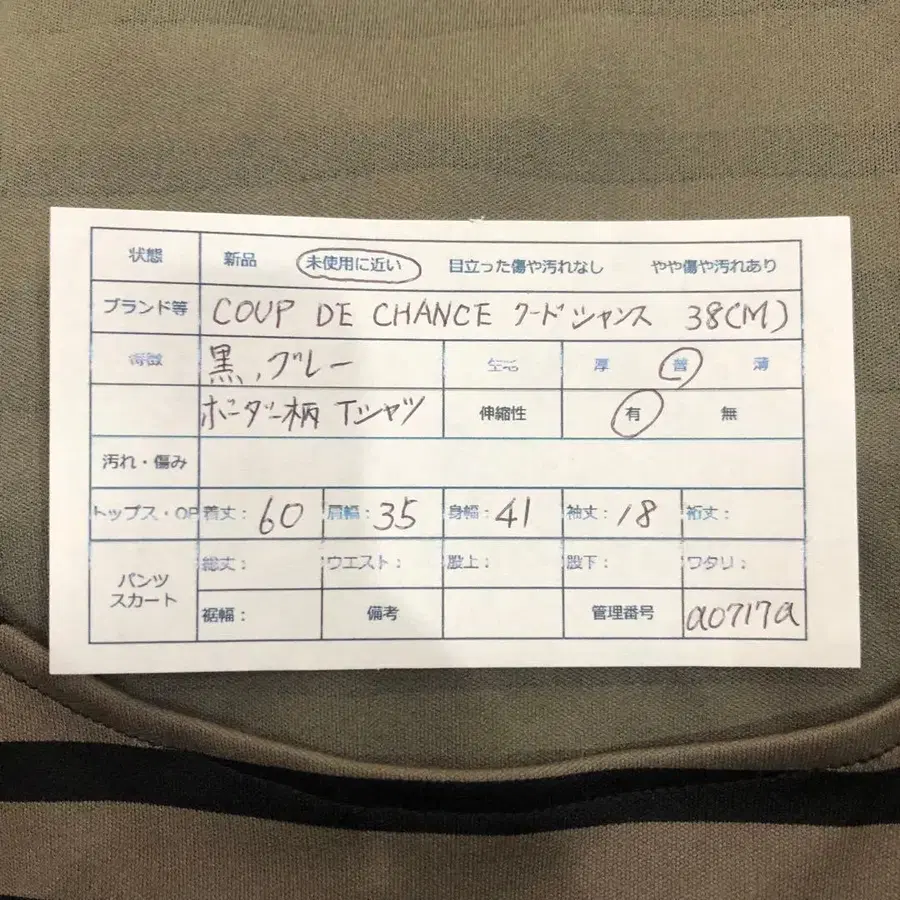 状態 新品 未使用に近い 目立った傷や汚れなし やや傷や汚れあり
ブランド等 COUP DE CHANCE クードシャンス 38(M)
特徴 黒、グレー 厚 普 薄
ボーダー柄 Tシャツ 伸縮性 有 無
汚れ・傷み
トップス・OP 着丈: 60 肩幅: 35 身幅: 41 袖丈: 18 裄丈:
パンツ スカート 総丈: ウエスト: 股上: 股下: ワタリ:
裾幅: 備考 管理番号 a0717a